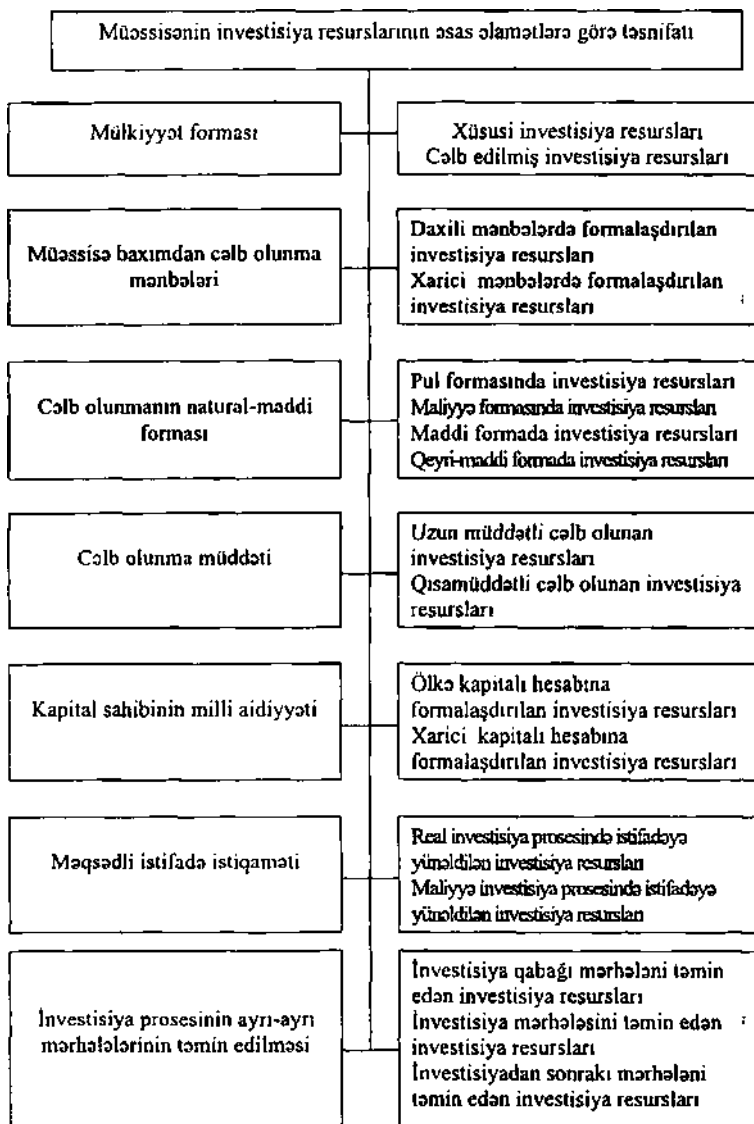 Müəssisənin investisiya resurslarının əsas əlamətlərə görə təsnifatı
Mülkiyyət forması
Xüsusi investisiya resursları
Cəlb edilmiş investisiya resursları
Müəssisə baxımdan cəlb olunma
mənbələri
Daxili mənbələrdə formalaşdırılan
investisiya resursları
Xarici mənbələrdə formalaşdırılan
investisiya resursları
Cəlb olunmanın natural-maddi
forması
Pul formasında investisiya resursları
Maliyyə formasında investisiya resursları
Maddi formada investisiya resursları
Qeyri-maddi formada investisiya resursları
Cəlb olunma müddəti
Uzun müddətli cəlb olunan
investisiya resursları
Qısamüddətli cəlb olunan investisiya
resursları
Kapital sahibinin milli aidiyyəti
Ölkə kapitalı hesabına
formalaşdırılan investisiya resursları
Xarici kapitalı hesabına
formalaşdırılan investisiya resursları
Məqsədli istifadə istiqaməti
Real investisiya prosesində istifadəyə
yünəldilən investisiya resursları
Maliyyə investisiya prosesində istifadəyə
yünəldilən investisiya resursları
İnvestisiya prosesinin ayrı-ayrı
mərhələlərinin təmin edilməsi
İnvestisiya qabağı mərhələni təmin
edən investisiya resursları
İnvestisiya mərhələsini təmin edən
investisiya resursları
İnvestisiyadan sonrakı mərhələni
təmin edən investisiya resursları